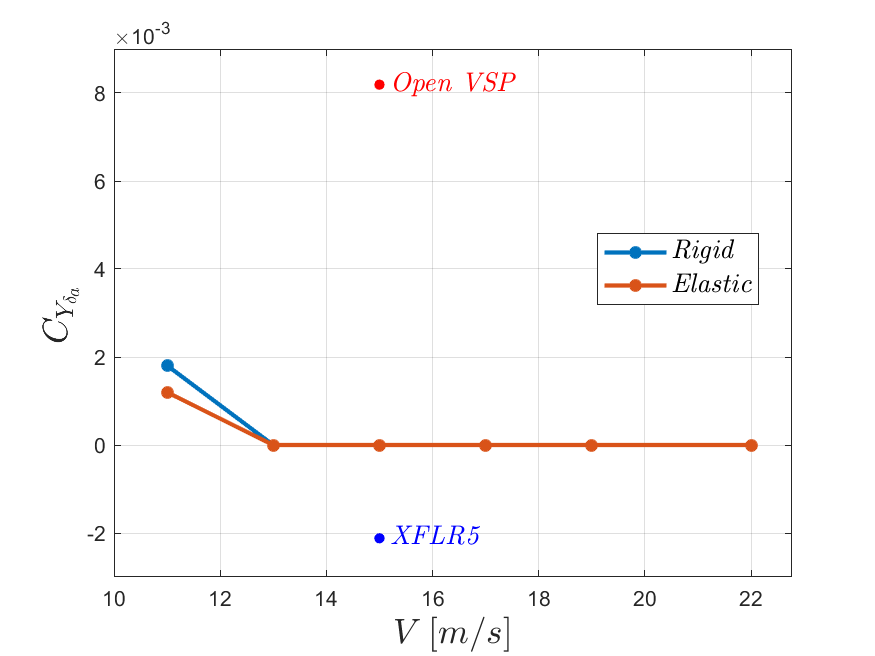 ×10⁻³
8
6
4
2
0
-2
10 12 14 16 18 20 22
V [m/s]
C_{Y_{δa}}
Open VSP
Rigid
Elastic
XFLR5